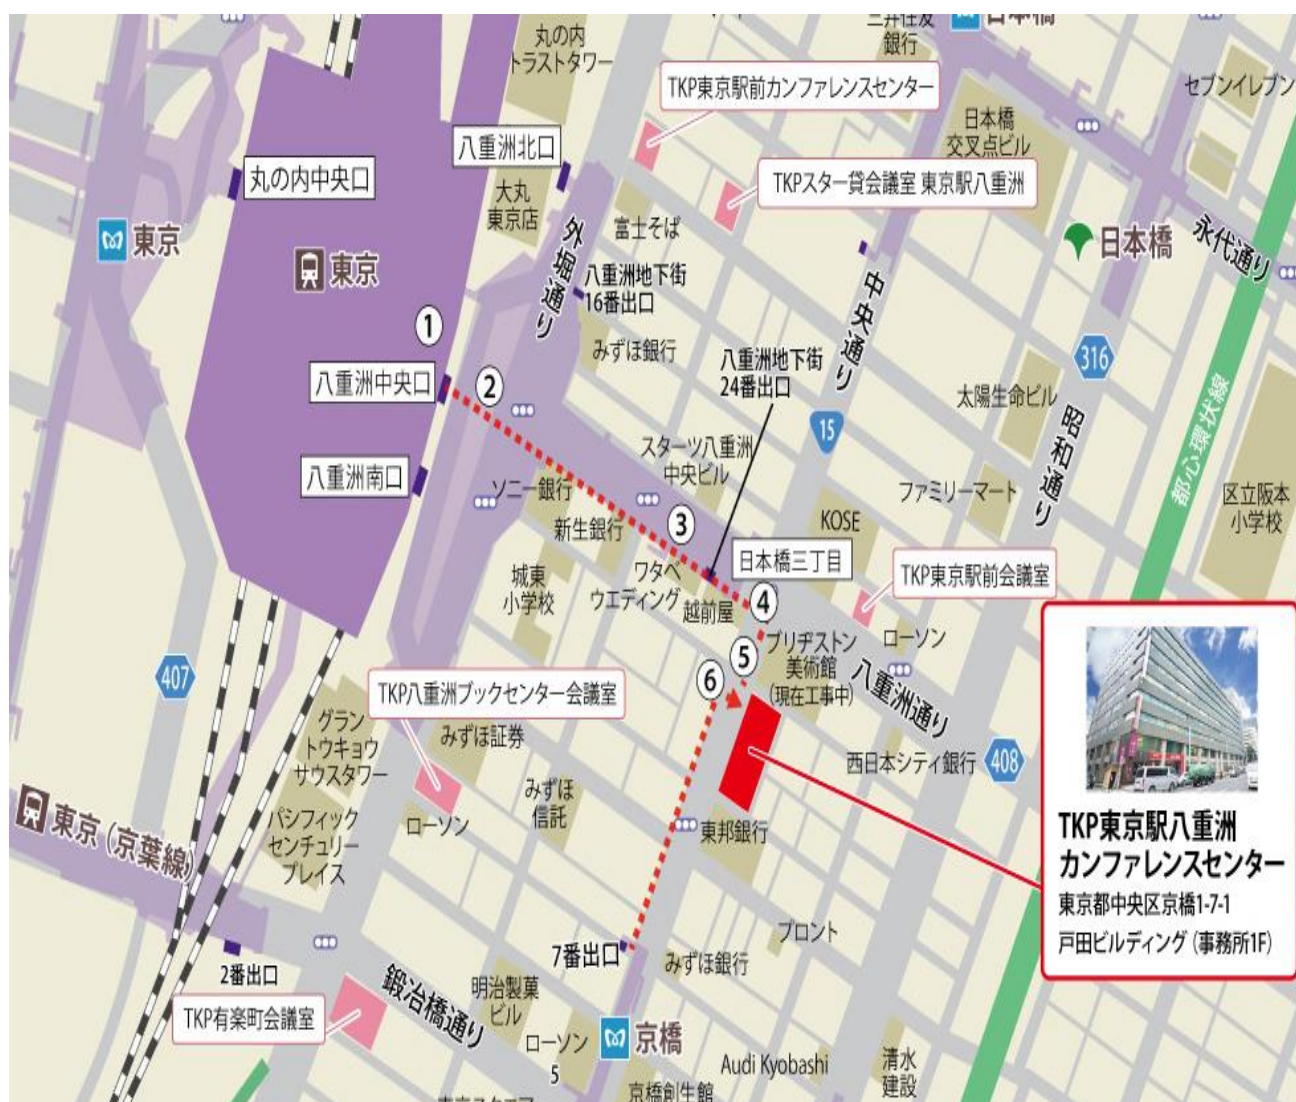 丸の内
トラストタワー
三井住友
銀行
日本橋
セブンイレブン
TKP東京駅前カンファレンスセンター
日本橋
交叉点ビル
八重洲北口
丸の内中央口
TKPスター貸会議室 東京駅八重洲
大丸
東京店
富士そば
外堀通り
東京
東京
日本橋
永代通り
八重洲地下街
16番出口
中央通り
①
みずほ銀行
八重洲地下街
24番出口
316
八重洲中央口
②
太陽生命ビル
都心環状線
昭和通り
15
スターツ八重洲
中央ビル
八重洲南口
ソニー銀行
ファミリーマート
区立阪本
小学校
新生銀行
③
KOSE
日本橋三丁目
TKP東京駅前会議室
城東
小学校
ワタベ
ウエディング
越前屋
④
ブリヂストン
美術館
(現在工事中)
ローソン
⑤
⑥
八重洲通り
407
TKP八重洲ブックセンター会議室
グラン
トウキョウ
サウスタワー
みずほ証券
西日本シティ銀行
408
みずほ
信託
東京 (京葉線)
パシフィック
センチュリー
プレイス
ローソン
東邦銀行
TKP東京駅八重洲
カンファレンスセンター
東京都中央区京橋1-7-1
戸田ビルディング (事務所1F)
プロント
7番出口
みずほ銀行
2番出口
鍛冶橋通り
明治製菓
ビル
TKP有楽町会議室
ローソン
5
京橋
Audi Kyobashi
清水
建設
京橋創生館